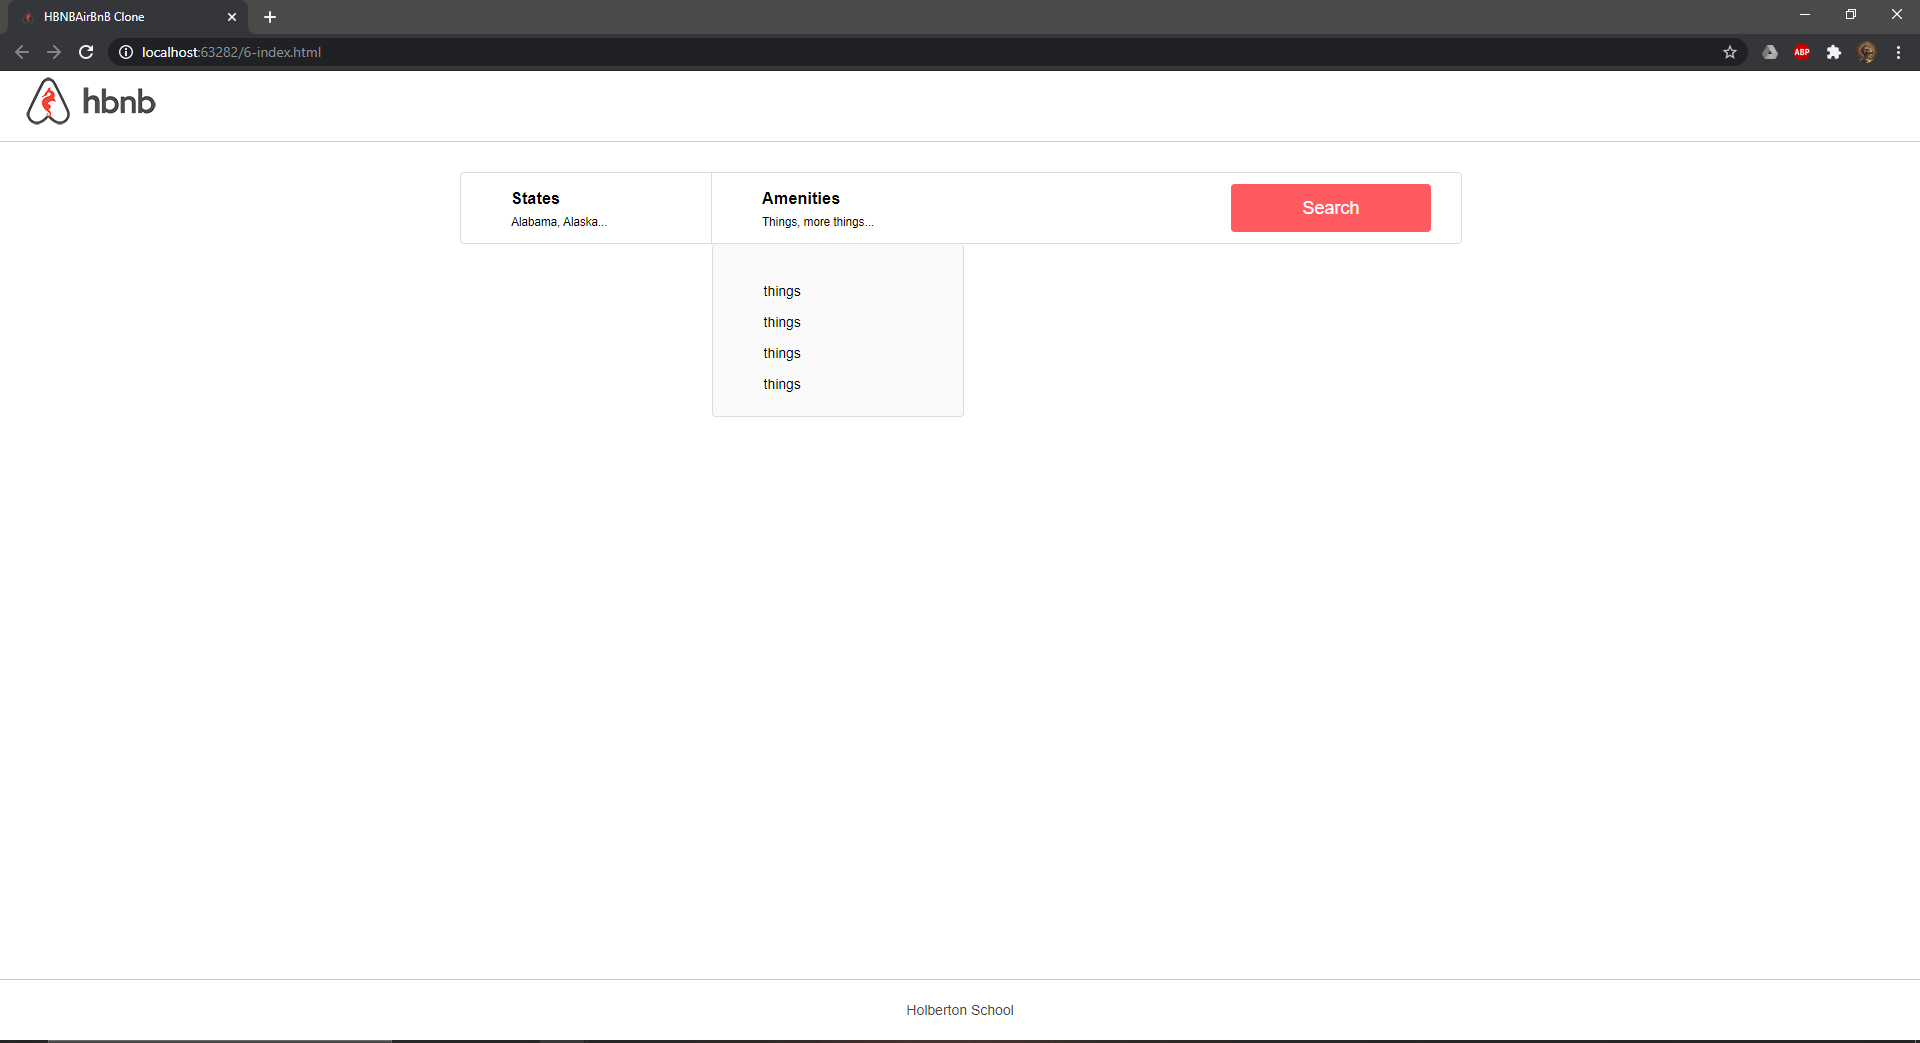 HBNBAirBnB Clone
localhost:63282/6-index.html
ABP
hbnb
States
Alabama, Alaska...
Amenities
Things, more things...
Search
things
things
things
things
Holberton School